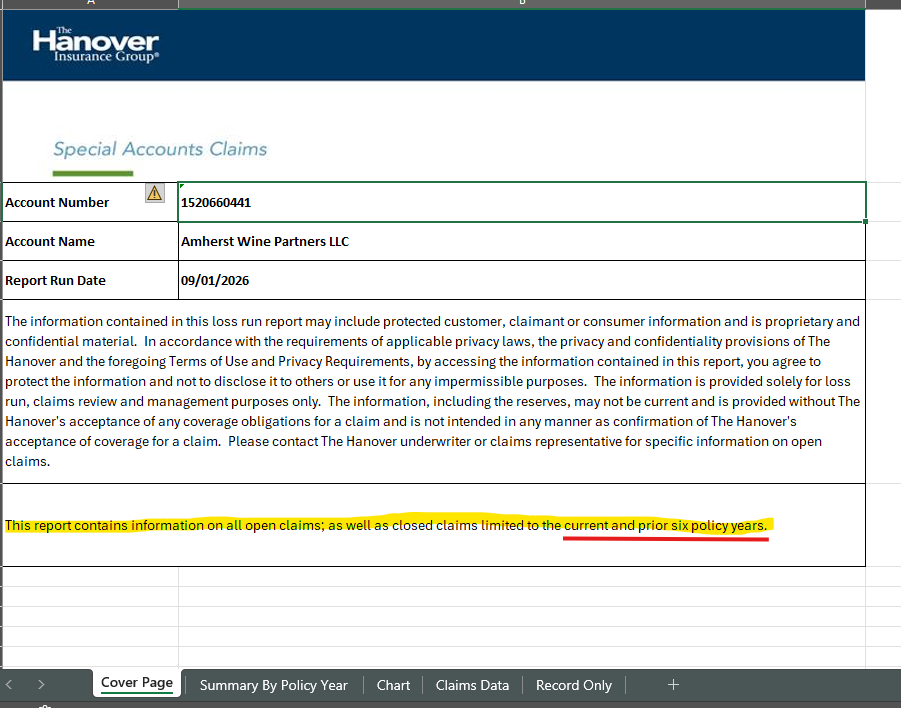 A B
The
Hanover
Insurance Group®
Special Accounts Claims
Account Number 1520660441
Account Name Amherst Wine Partners LLC
Report Run Date 09/01/2026
The information contained in this loss run report may include protected customer, claimant or consumer information and is proprietary and
confidential material.  In accordance with the requirements of applicable privacy laws, the privacy and confidentiality provisions of The
Hanover and the foregoing Terms of Use and Privacy Requirements, by accessing the information contained in this report, you agree to
protect the information and not to disclose it to others or use it for any impermissible purposes.  The information is provided solely for loss
run, claims review and management purposes only.  The information, including the reserves, may not be current and is provided without The
Hanover's acceptance of any coverage obligations for a claim and is not intended in any manner as confirmation of The Hanover's
acceptance of coverage for a claim.  Please contact The Hanover underwriter or claims representative for specific information on open
claims.
This report contains information on all open claims; as well as closed claims limited to the current and prior six policy years.
Cover Page Summary By Policy Year Chart Claims Data Record Only